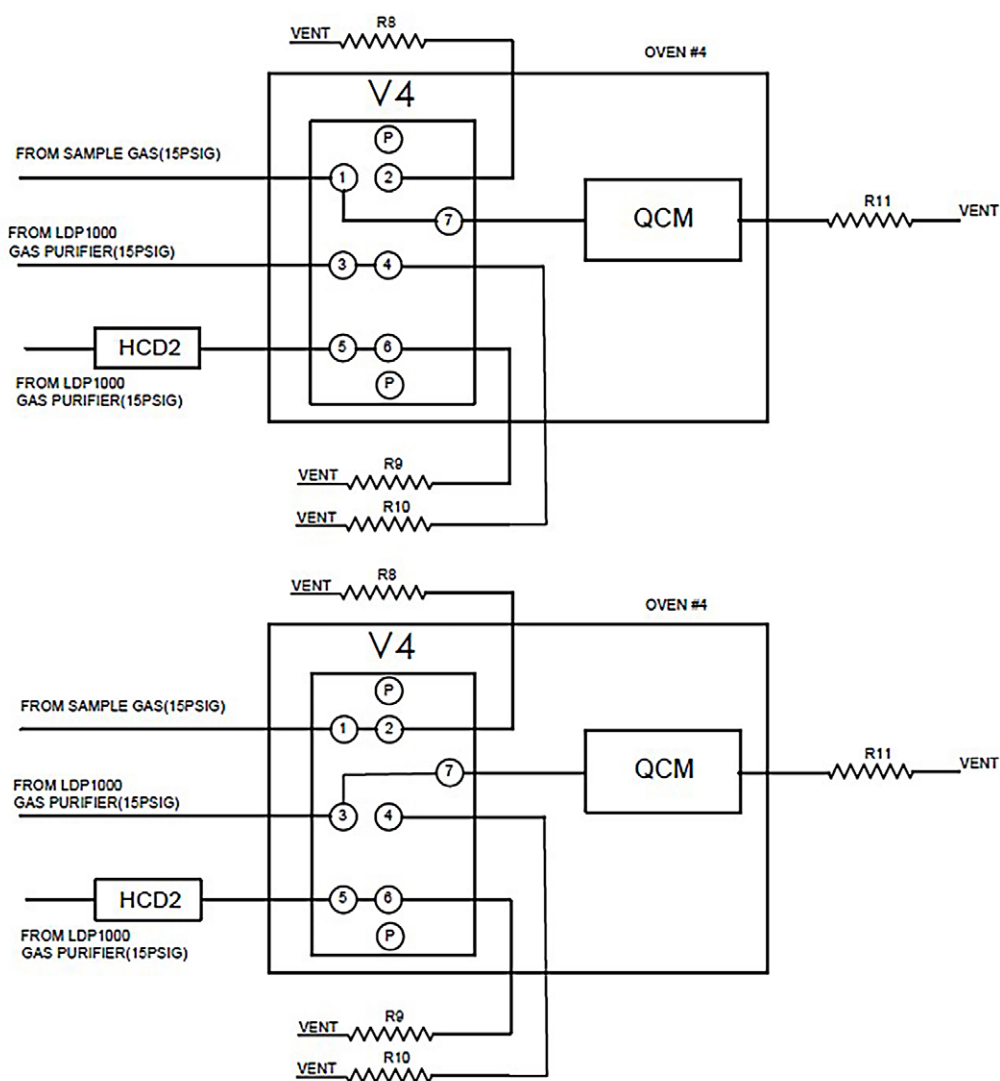 R8
VENT
OVEN #4
V4
P
FROM SAMPLE GAS(15PSIG)
1
2
7
QCM
R11
VENT
FROM LDP1000
GAS PURIFIER(15PSIG)
3
4
HCD2
5
6
FROM LDP1000
GAS PURIFIER(15PSIG)
P
R9
VENT
R10
VENT
R8
VENT
OVEN #4
V4
P
FROM SAMPLE GAS(15PSIG)
1
2
7
QCM
R11
VENT
FROM LDP1000
GAS PURIFIER(15PSIG)
3
4
HCD2
5
6
FROM LDP1000
GAS PURIFIER(15PSIG)
P
R9
VENT
R10
VENT